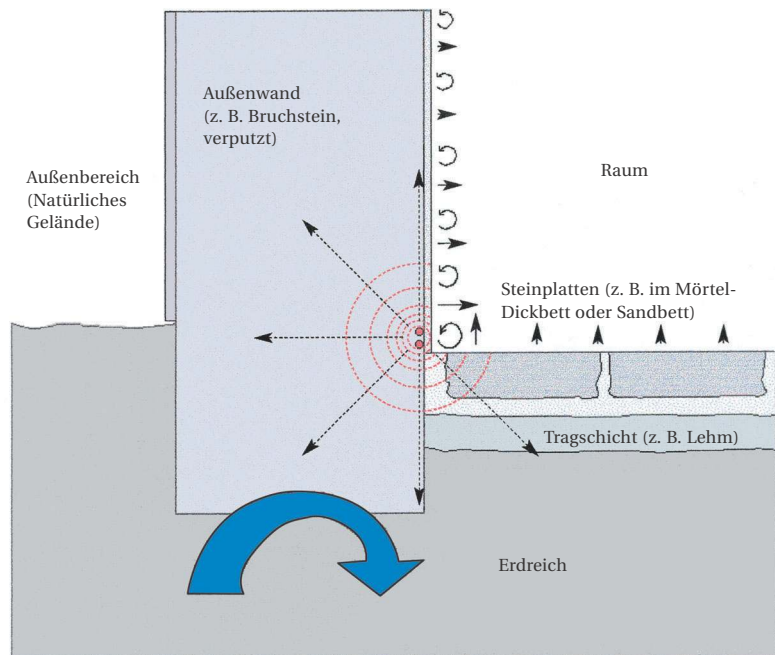 Außenwand
(z. B. Bruchstein,
verputzt)
Außenbereich
(Natürliches
Gelände)
Raum
Steinplatten (z. B. im Mörtel-
Dickbett oder Sandbett)
Tragschicht (z. B. Lehm)
Erdreich